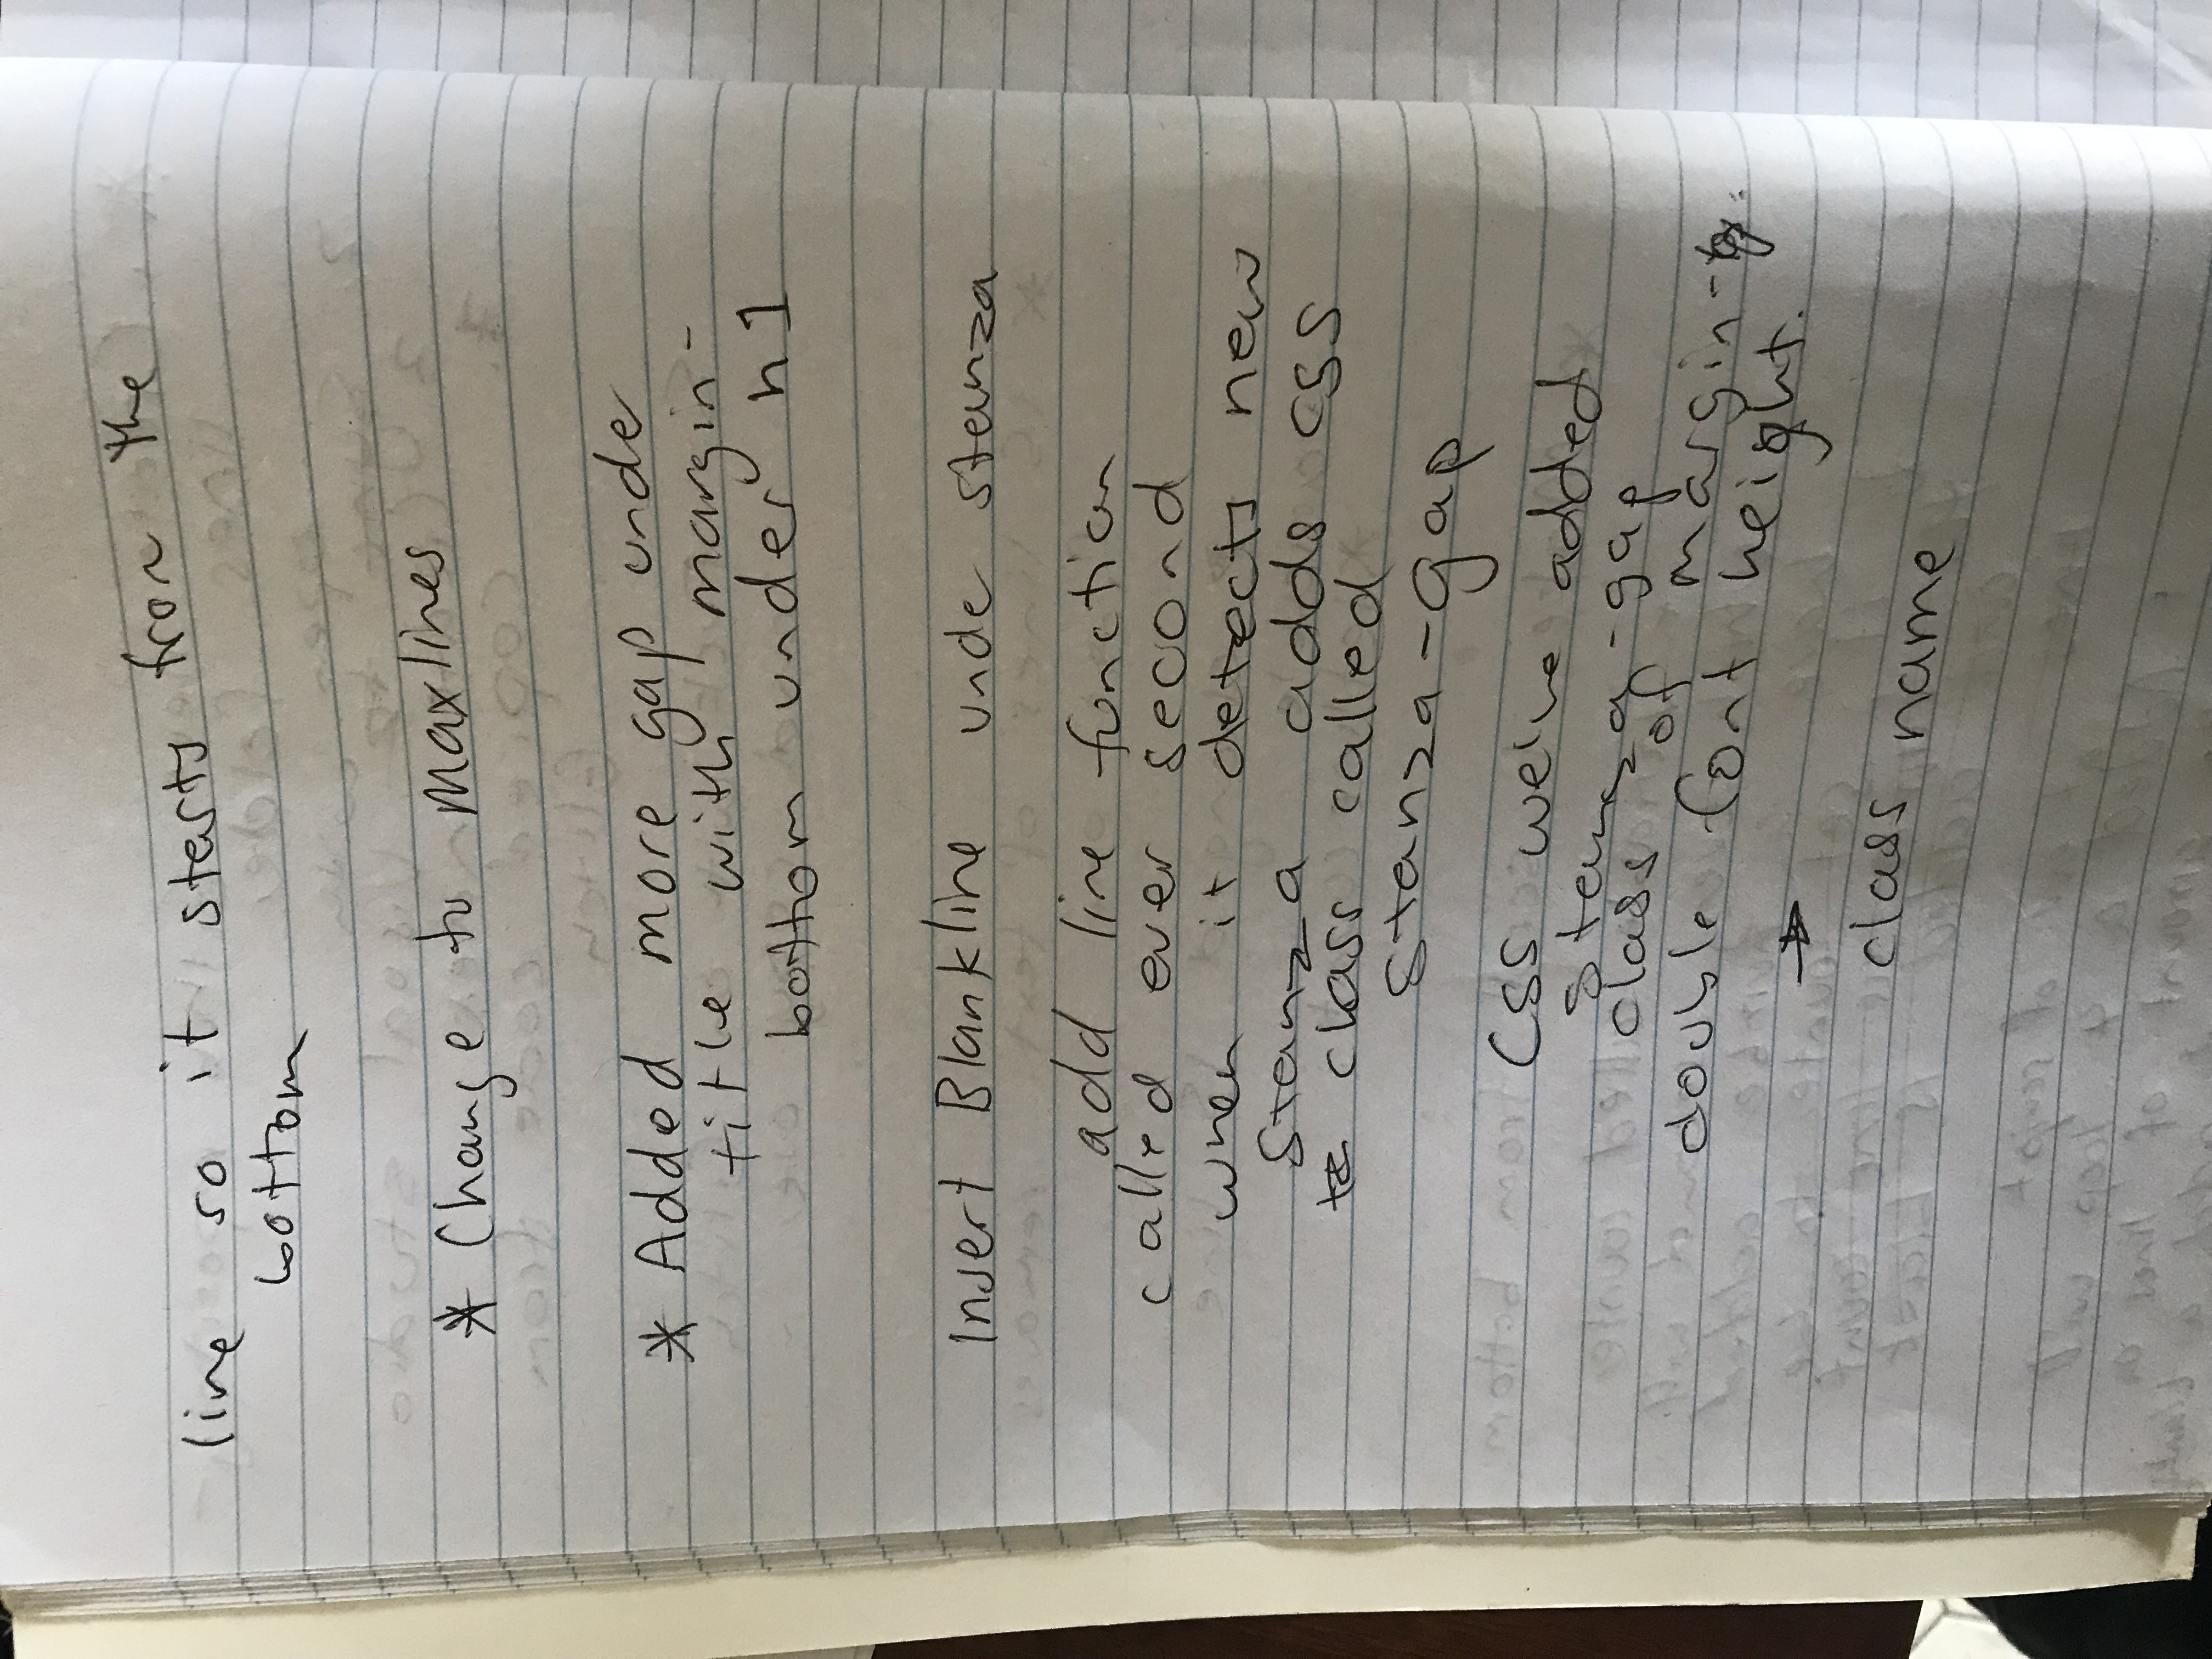 line so it starts from the
bottom
* Change to Maxlines
* Added more gap unde
title with margin-
bottom under h1
Insert Blankline unde stanza
add line function
called ever second
when it detects new
stanza adds css
class called
stanza-gap
CSS we've added
stanza-gap
class of margin-
double font height.
→
class name